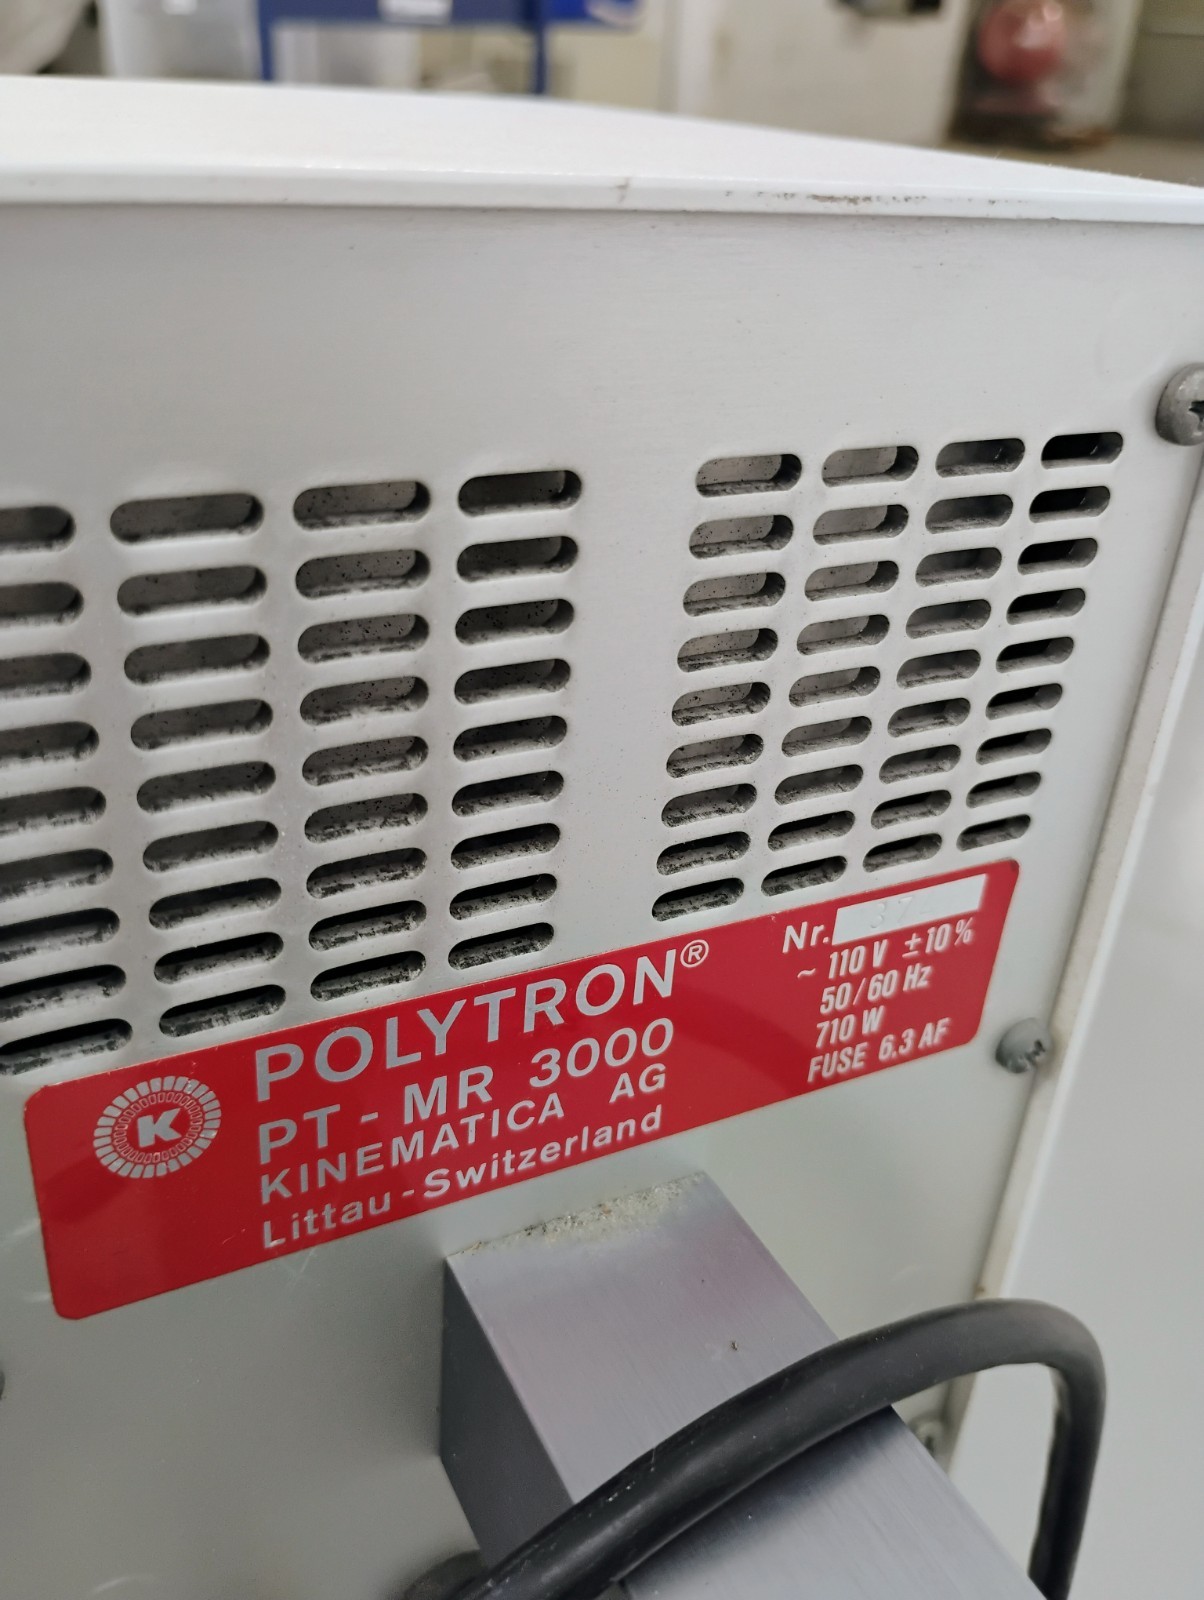 K
POLYTRON®
PT-MR 3000
KINEMATICA AG
Littau-Switzerland
Nr.
~ 110 V ±10%
50/60 Hz
710 W
FUSE 6.3 AF